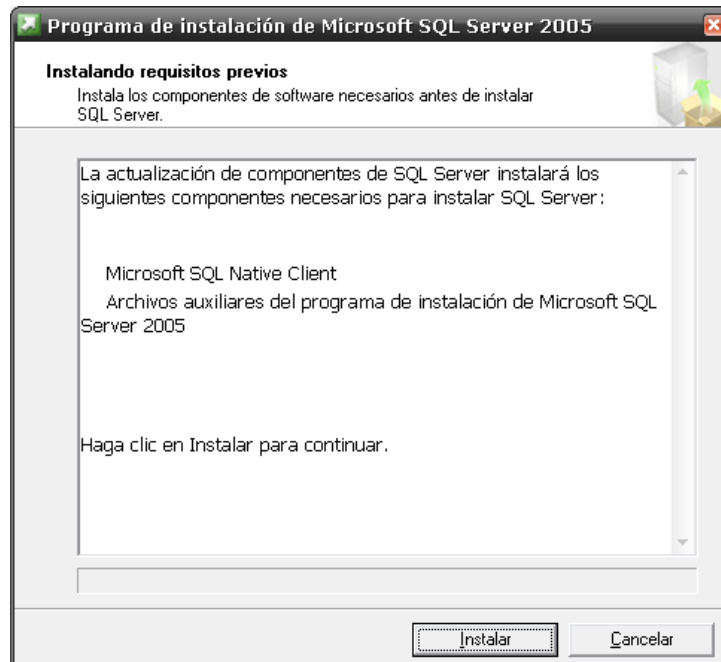 Programa de instalación de Microsoft SQL Server 2005
Instalando requisitos previos
Instala los componentes de software necesarios antes de instalar
SQL Server.
La actualización de componentes de SQL Server instalará los
siguientes componentes necesarios para instalar SQL Server:
Microsoft SQL Native Client
Archivos auxiliares del programa de instalación de Microsoft SQL
Server 2005
Haga clic en Instalar para continuar.
Instalar
Cancelar